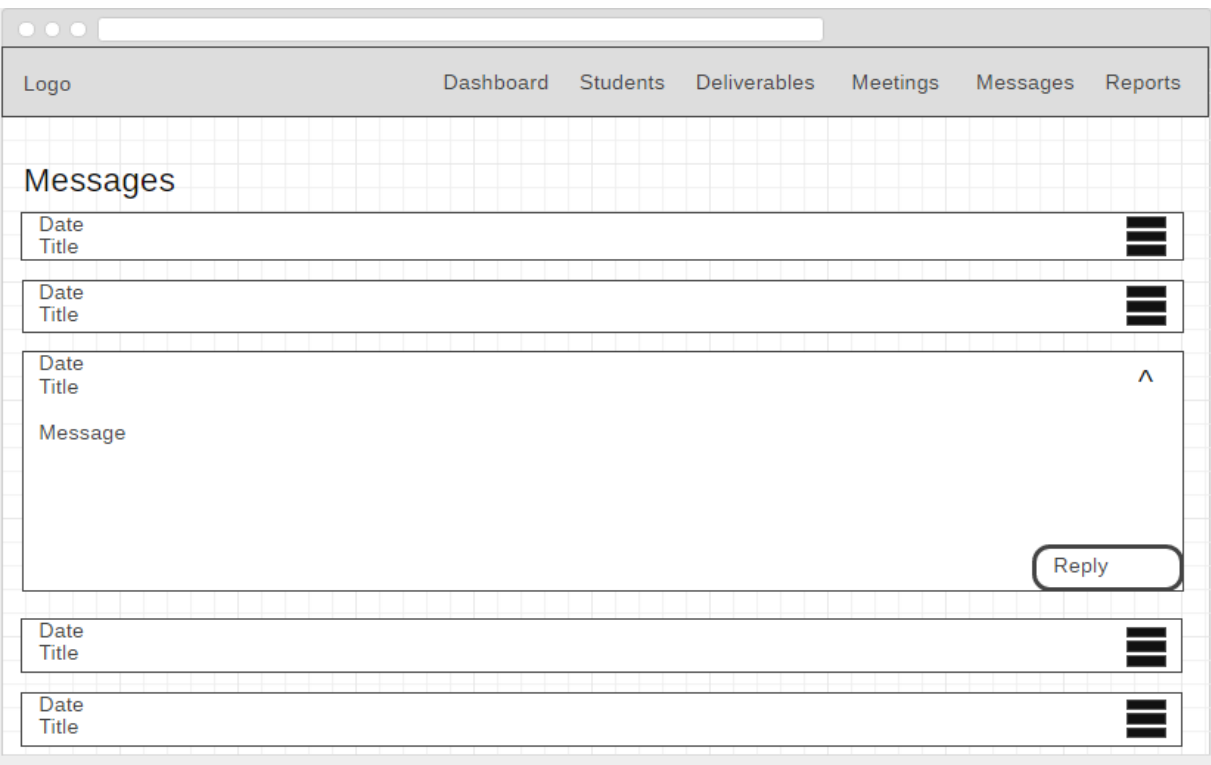 Logo Dashboard Students Deliverables Meetings Messages Reports
Messages
Date
Title
Date
Title
Date
Title
^
Message
Reply
Date
Title
Date
Title